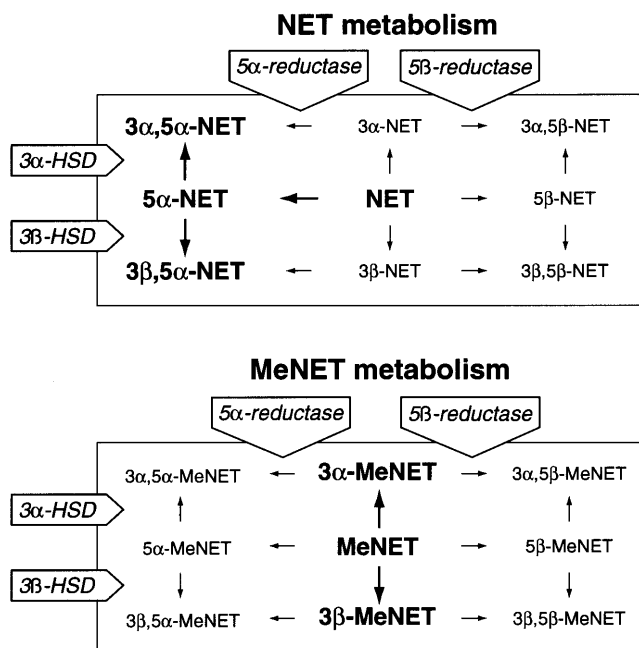 NET metabolism
5α-reductase 5ß-reductase
3α,5α-NET 3α-NET 3α,5β-NET
3α-HSD
5α-NET NET 5β-NET
3ß-HSD
3β,5α-NET 3β-NET 3β,5β-NET
MeNET metabolism
5α-reductase 5ß-reductase
3α,5α-MeNET 3α-MeNET 3α,5β-MeNET
3α-HSD
5α-MeNET MeNET 5β-MeNET
3ß-HSD
3β,5α-MeNET 3β-MeNET 3β,5β-MeNET